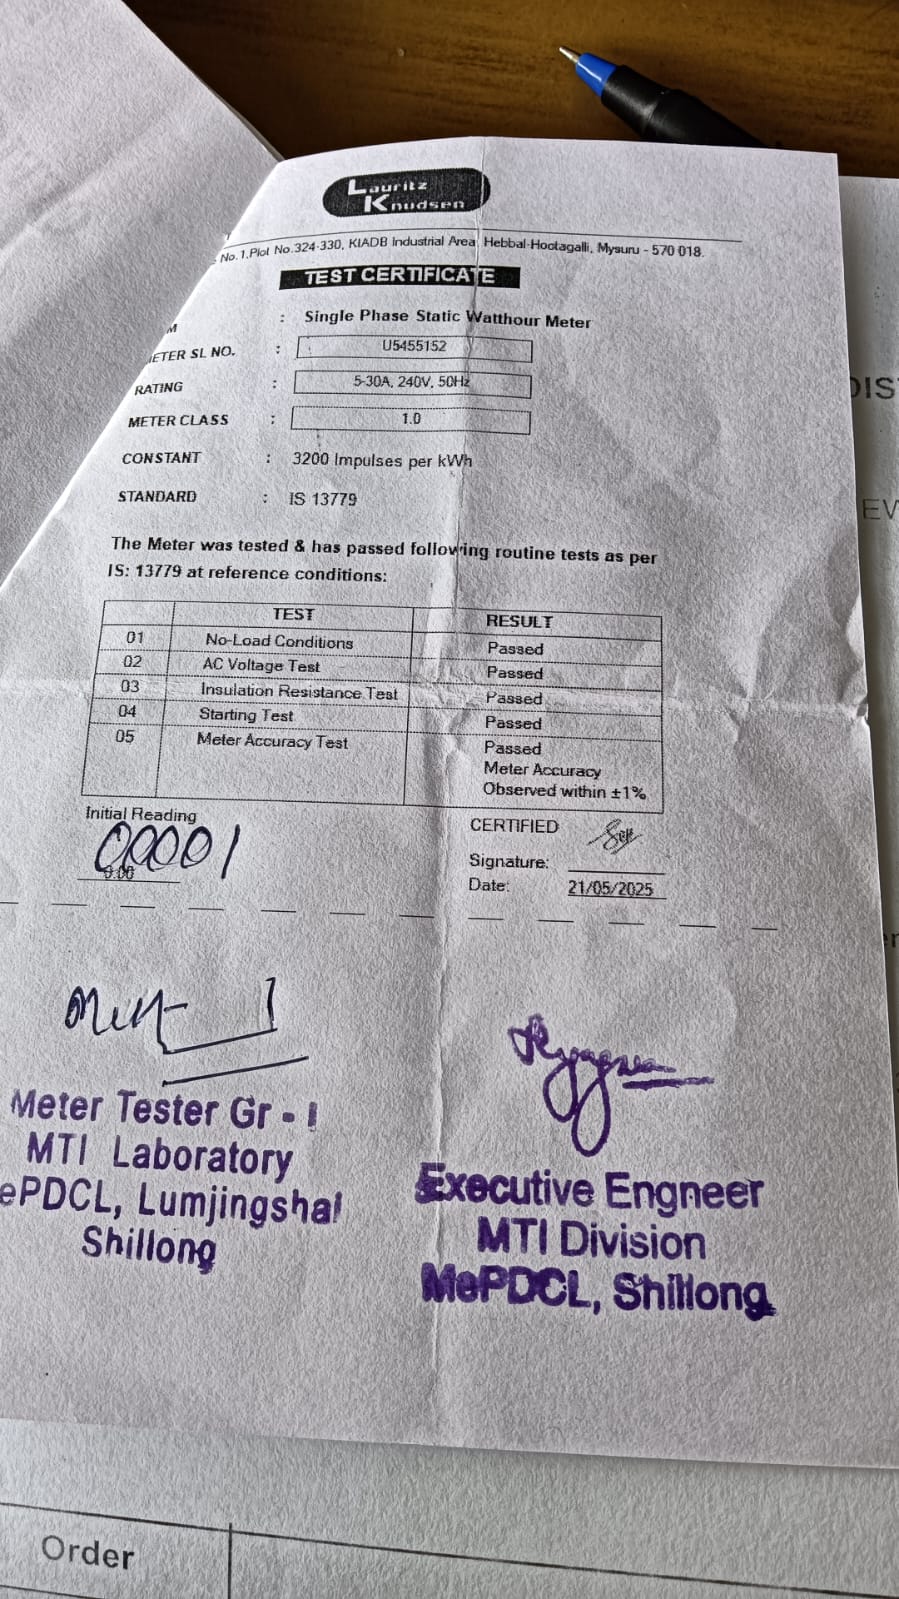 Lauritz
Knudsen
No.1,Plot No.324-330, KIADB Industrial Area, Hebbal-Hootagalli, Mysuru - 570 018.
TEST CERTIFICATE
M : Single Phase Static Watthour Meter
METER SL NO. : U5455152
RATING : 5-30A, 240V, 50Hz
METER CLASS : 1.0
CONSTANT : 3200 Impulses per kWh
STANDARD : IS 13779
The Meter was tested & has passed following routine tests as per
IS: 13779 at reference conditions:
TEST RESULT
01 No-Load Conditions Passed
02 AC Voltage Test Passed
03 Insulation Resistance Test Passed
04 Starting Test Passed
05 Meter Accuracy Test Passed
Meter Accuracy
Observed within ±1%
Initial Reading
00001
0.00
CERTIFIED
Signature:
Date: 21/05/2025
Meter Tester Gr - I
MTI Laboratory
ePDCL, Lumjingshai
Shillong
Executive Engneer
MTI Division
MePDCL, Shillong
DIS
EV
Order